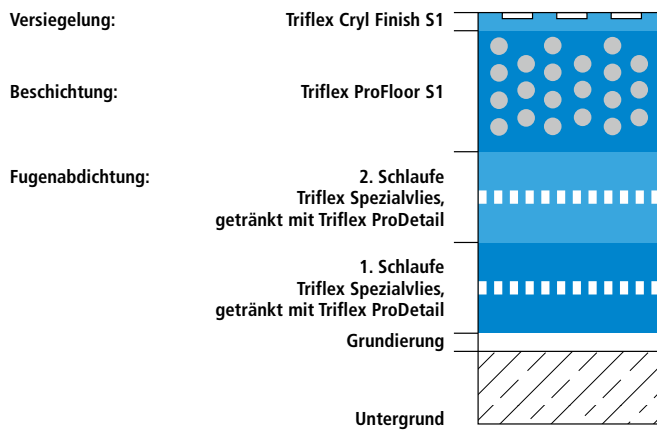 Versiegelung: Triflex Cryl Finish S1
Beschichtung: Triflex ProFloor S1
Fugenabdichtung: 2. Schlaufe
Triflex Spezialvlies,
getränkt mit Triflex ProDetail
1. Schlaufe
Triflex Spezialvlies,
getränkt mit Triflex ProDetail
Grundierung
Untergrund